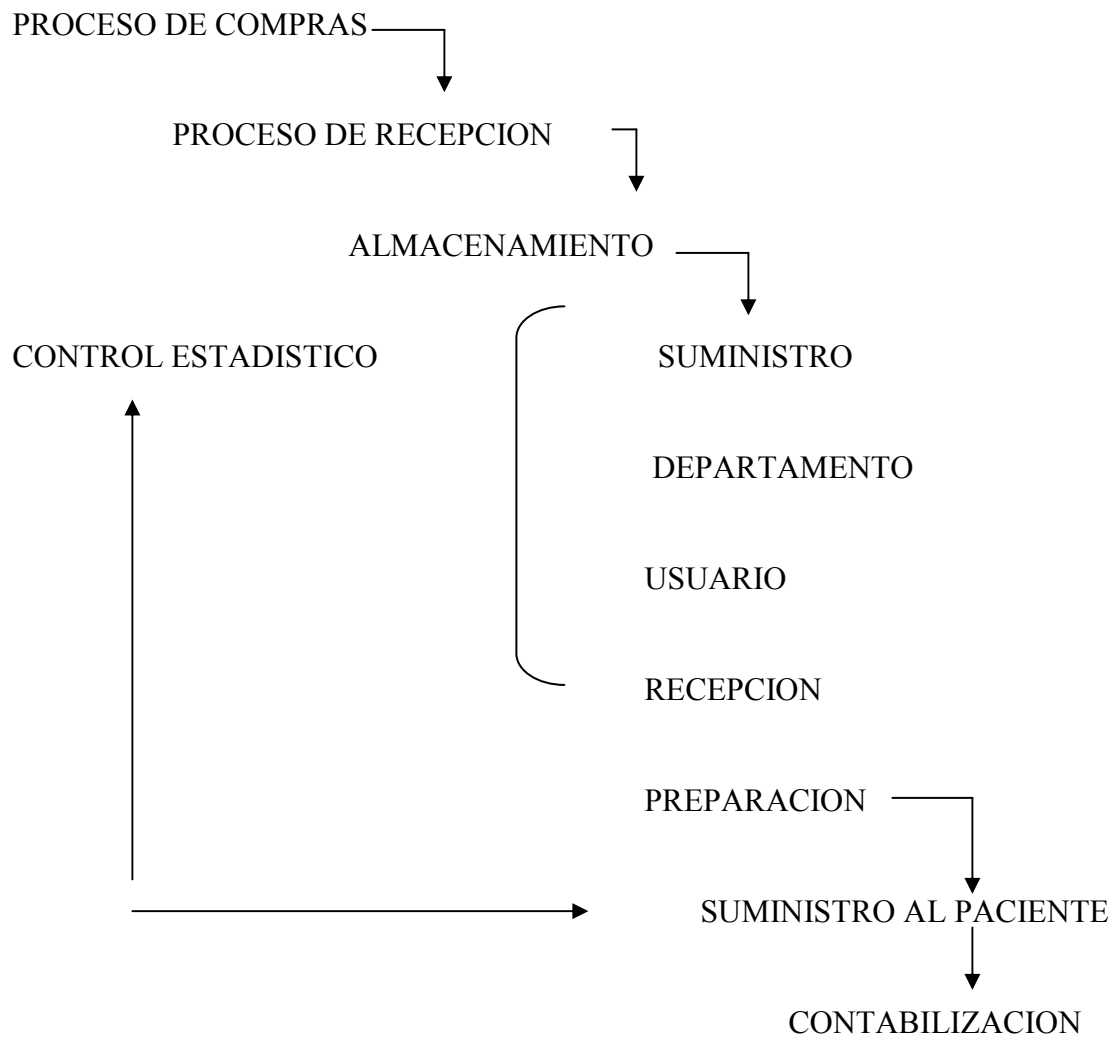 PROCESO DE COMPRAS
PROCESO DE RECEPCION
ALMACENAMIENTO
CONTROL ESTADISTICO
SUMINISTRO
DEPARTAMENTO
USUARIO
RECEPCION
PREPARACION
SUMINISTRO AL PACIENTE
CONTABILIZACION